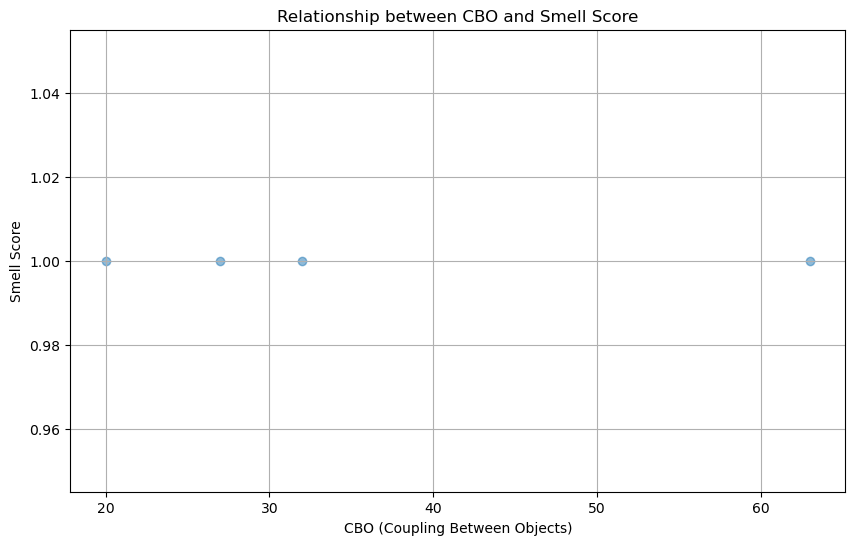 Relationship between CBO and Smell Score
1.04
1.02
1.00
0.98
0.96
Smell Score
20 30 40 50 60
CBO (Coupling Between Objects)